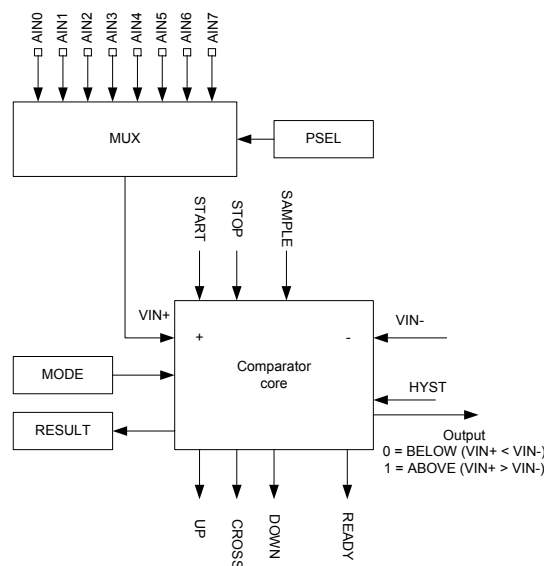 AIN0
AIN1
AIN2
AIN3
AIN4
AIN5
AIN6
AIN7
MUX
PSEL
START
STOP
SAMPLE
VIN+
VIN-
+
-
MODE
Comparator
core
HYST
RESULT
Output
0 = BELOW (VIN+ < VIN-)
1 = ABOVE (VIN+ > VIN-)
UP
CROSS
DOWN
READY